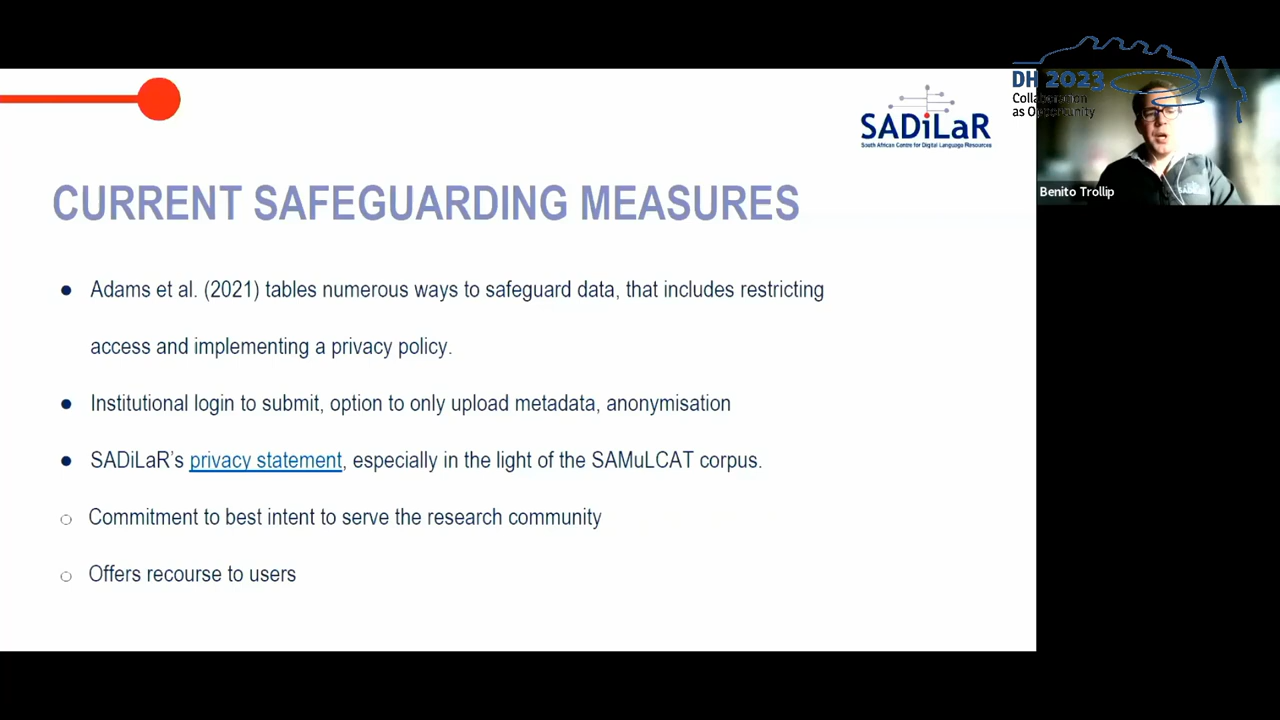 DH 2023
Collaboration
as Opportunity
SADiLaR
South African Centre for Digital Language Resources
Benito Trollip
CURRENT SAFEGUARDING MEASURES
● Adams et al. (2021) tables numerous ways to safeguard data, that includes restricting
access and implementing a privacy policy.
● Institutional login to submit, option to only upload metadata, anonymisation
● SADiLaR's privacy statement, especially in the light of the SAMuLCAT corpus.
○ Commitment to best intent to serve the research community
○ Offers recourse to users